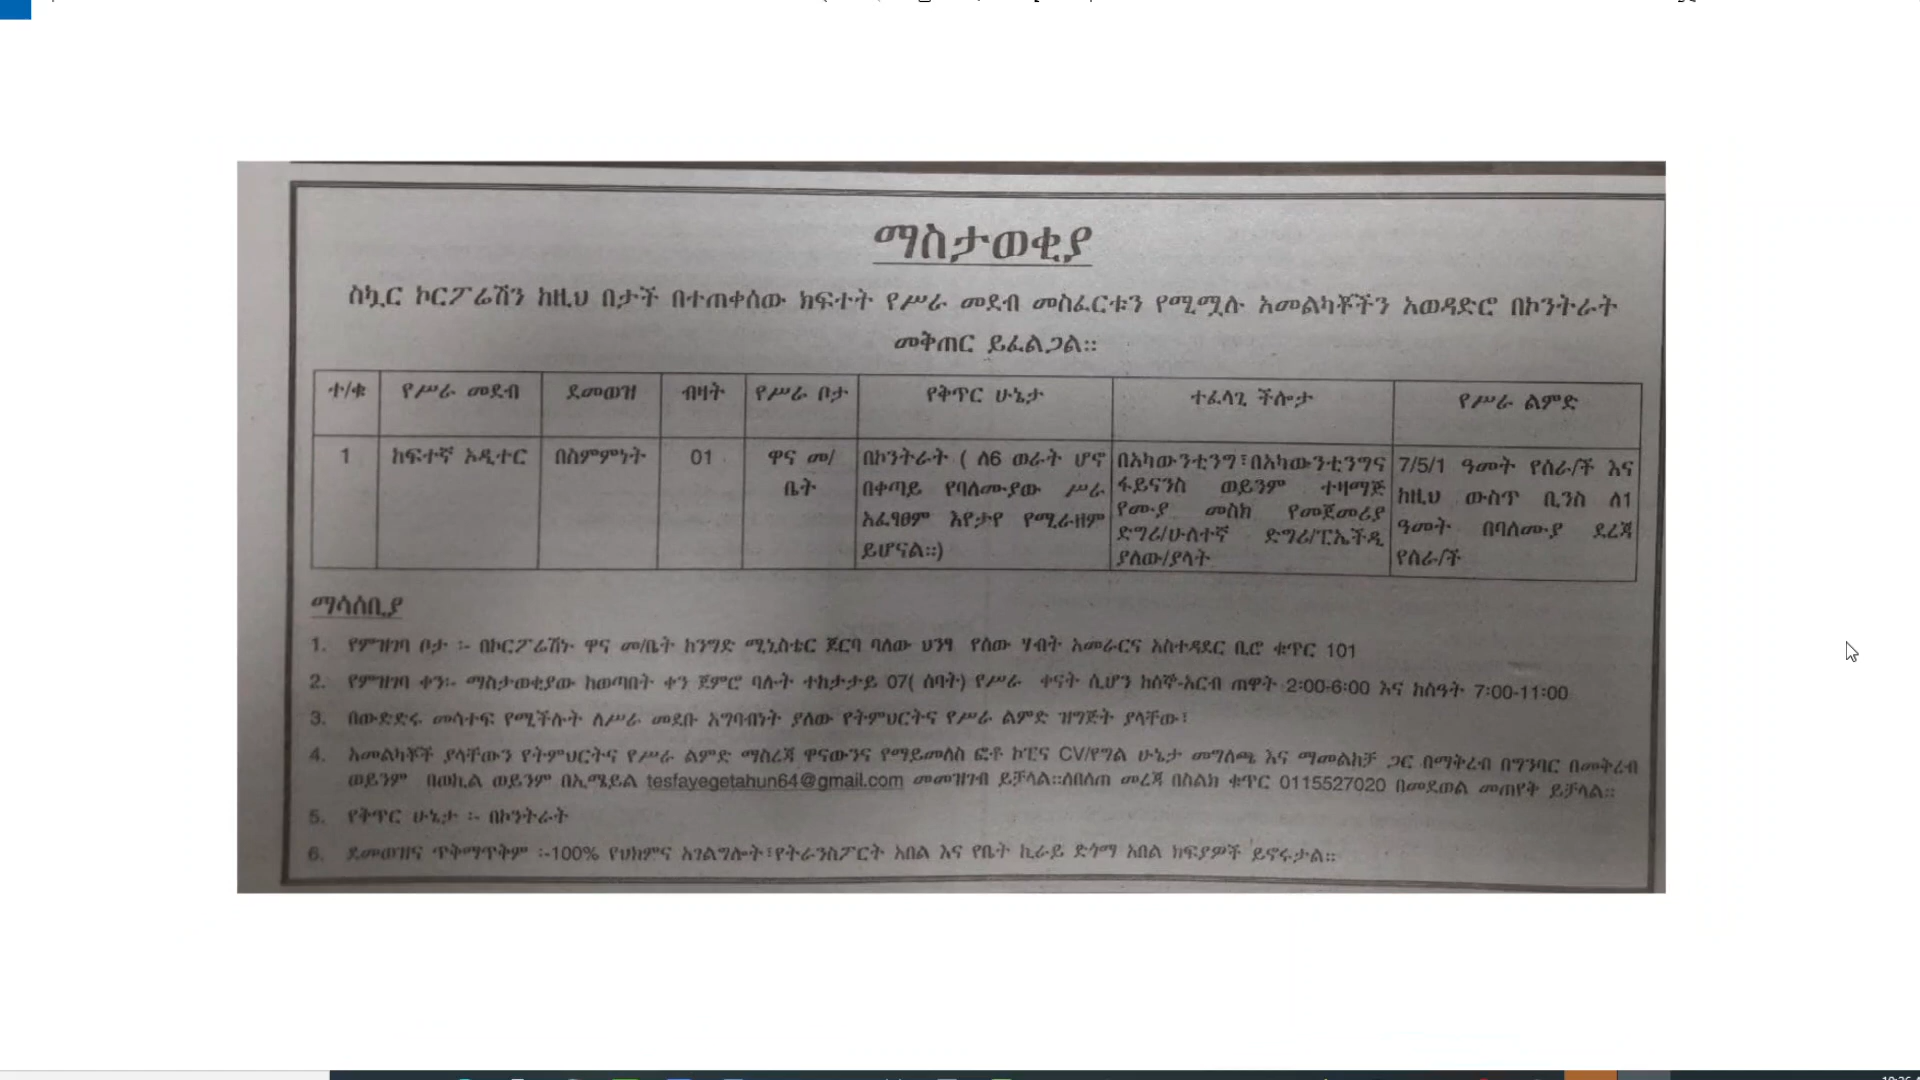 ማስታወቂያ
ስኳር ኮርፖሬሽን ከዚህ በታች በተጠቀሰው ክፍተት የሥራ መደብ መስፈርቱን የሚሟሉ አመልካቾችን አወዳድሮ በኮንትራት
መቅጠር ይፈልጋል።
ተ/ቁ የሥራ መደብ ደመወዝ ብዛት የሥራ ቦታ የቅጥር ሁኔታ ተፈላጊ ችሎታ የሥራ ልምድ
1 ከፍተኛ ኦዲተር በስምምነት 01 ዋና መ/ በኮንትራት ( ለ6 ወራት ሆኖ በአካውንቲንግ፣በአካውንቲንግና 7/5/1 ዓመት የሰራ/ች እና
ቤት በቀጣይ የባለሙያው ሥራ ፋይናንስ ወይንም ተዛማጅ ከዚህ ውስጥ ቢንስ ለ1
አፈፃፀም እየታየ የሚራዘም የሙያ መስክ የመጀመሪያ ዓመት በባለሙያ ደረጃ
ይሆናል።) ድግሪ/ሁለተኛ ድግሪ/ፒኤችዲ የሰራ/ች
ያለው/ያላት
ማሳሰቢያ
1. የምዝገባ ቦታ ፡- በኮርፖሬሽኑ ዋና መ/ቤት ከንግድ ሚኒስቴር ጀርባ ባለው ህንፃ የሰው ሃብት አመራርና አስተዳደር ቢሮ ቁጥር 101
2. የምዝገባ ቀን፡- ማስታወቂያው ከወጣበት ቀን ጀምሮ ባሉት ተከታታይ 07( ሰባት) የሥራ ቀናት ሲሆን ከሰኞ-አርብ ጠዋት 2፡00-6፡00 እና ከሰዓት 7፡00-11፡00
3. በውድድሩ መሳተፍ የሚችሉት ለሥራ መደቡ አግባብነት ያለው የትምህርትና የሥራ ልምድ ዝግጅት ያላቸው፣
4. አመልካቾች ያላቸውን የትምህርትና የሥራ ልምድ ማስረጃ ዋናውንና የማይመለስ ፎቶ ኮፒና CV/የግል ሁኔታ መግለጫ እና ማመልከቻ ጋር በማቅረብ በግንባር በመቅረብ
ወይንም በወኪል ወይንም በኢሜይል tesfayegetahun64@gmail.com መመዝገብ ይቻላል።ለበለጠ መረጃ በስልክ ቁጥር 0115527020 በመደወል መጠየቅ ይቻላል።
5. የቅጥር ሁኔታ ፡- በኮንትራት
6. ደመወዝና ጥቅማጥቅም ፡-100% የህክምና አገልግሎት፣የትራንስፖርት አበል እና የቤት ኪራይ ድጎማ አበል ክፍያዎች ይኖሩታል።